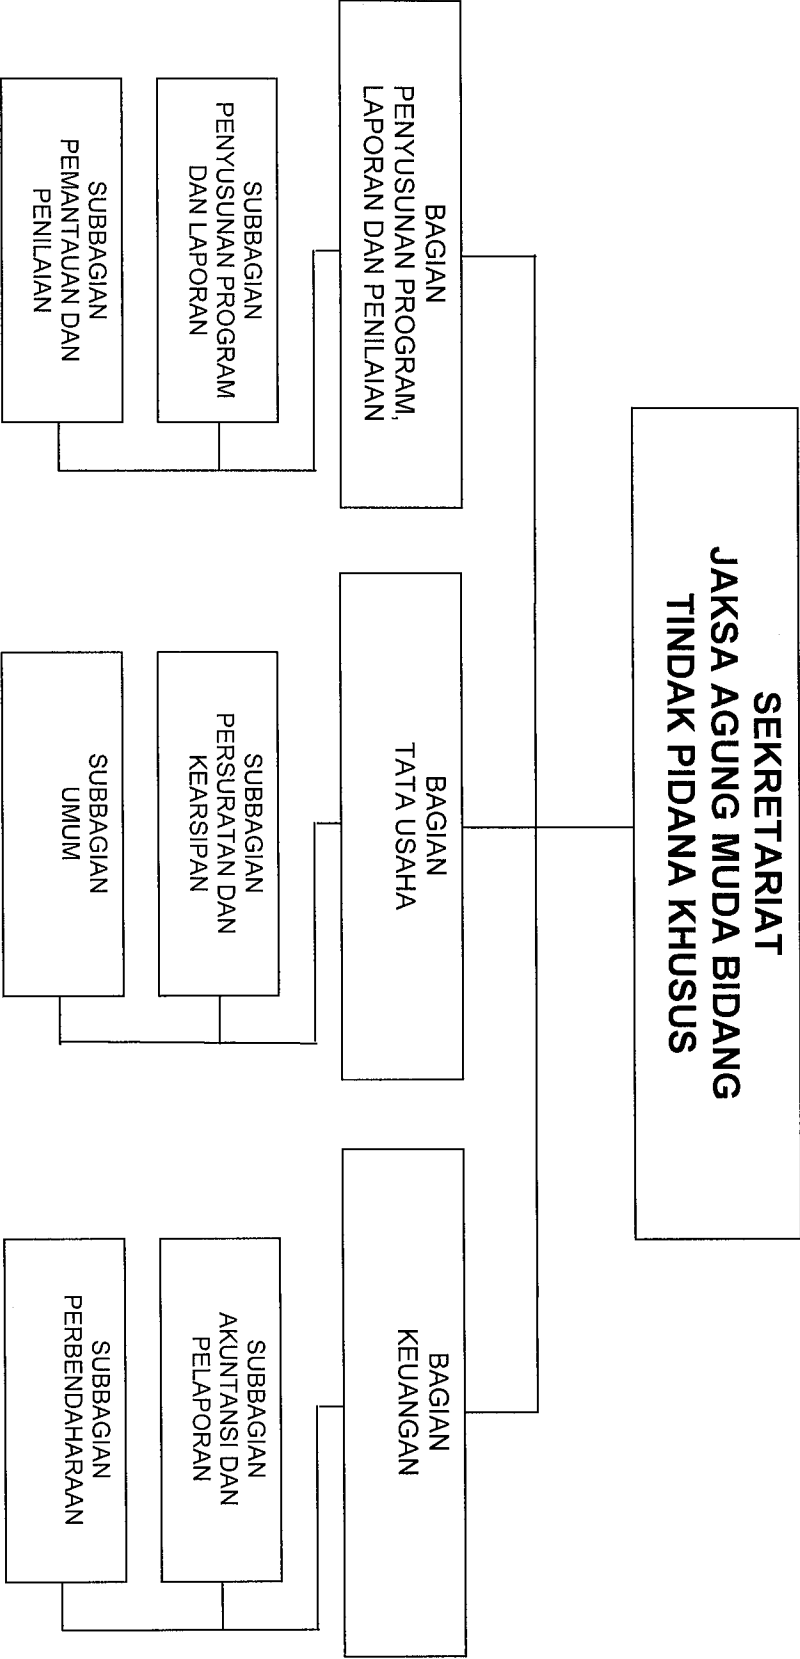 SEKRETARIAT
JAKSA AGUNG MUDA BIDANG
TINDAK PIDANA KHUSUS
BAGIAN
PENYUSUNAN PROGRAM,
LAPORAN DAN PENILAIAN
BAGIAN
TATA USAHA
BAGIAN
KEUANGAN
SUBBAGIAN
PENYUSUNAN PROGRAM
DAN LAPORAN
SUBBAGIAN
PERSURATAN DAN
KEARSIPAN
SUBBAGIAN
AKUNTANSI DAN
PELAPORAN
SUBBAGIAN
PEMANTAUAN DAN
PENILAIAN
SUBBAGIAN
UMUM
SUBBAGIAN
PERBENDAHARAAN